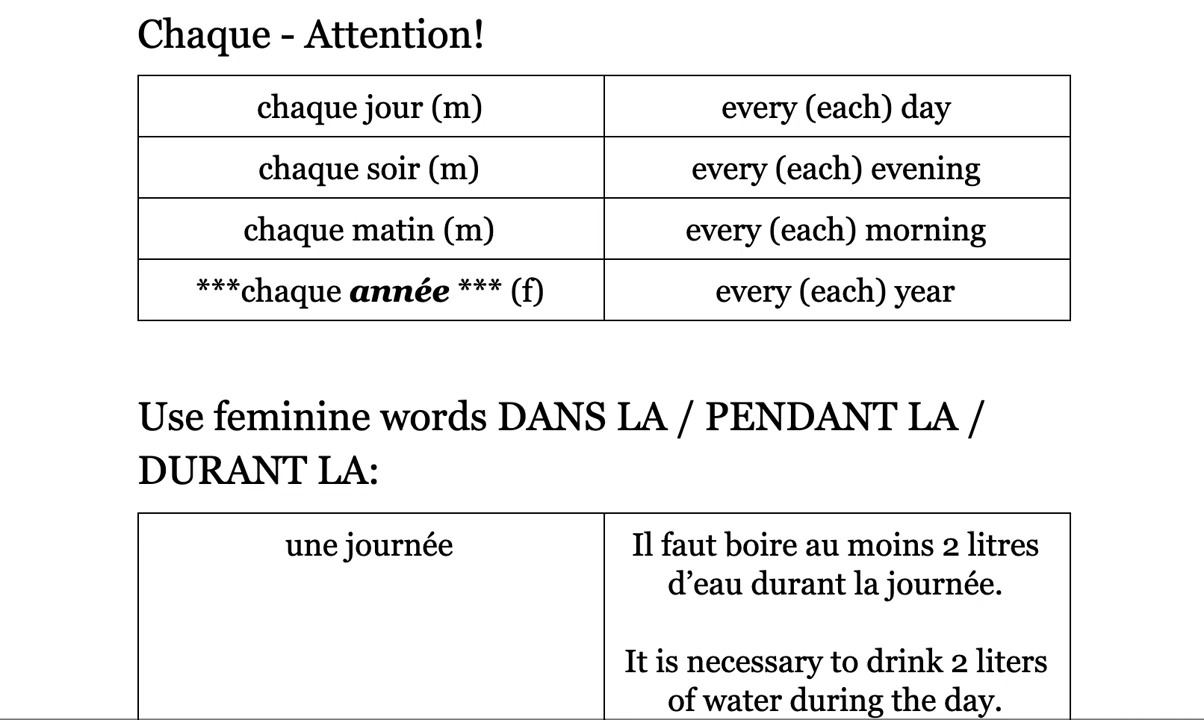 Chaque - Attention!
chaque jour (m)
every (each) day
chaque soir (m)
every (each) evening
chaque matin (m)
every (each) morning
***chaque année *** (f)
every (each) year
Use feminine words DANS LA / PENDANT LA /
DURANT LA:
une journée
Il faut boire au moins 2 litres
d’eau durant la journée.
It is necessary to drink 2 liters
of water during the day.